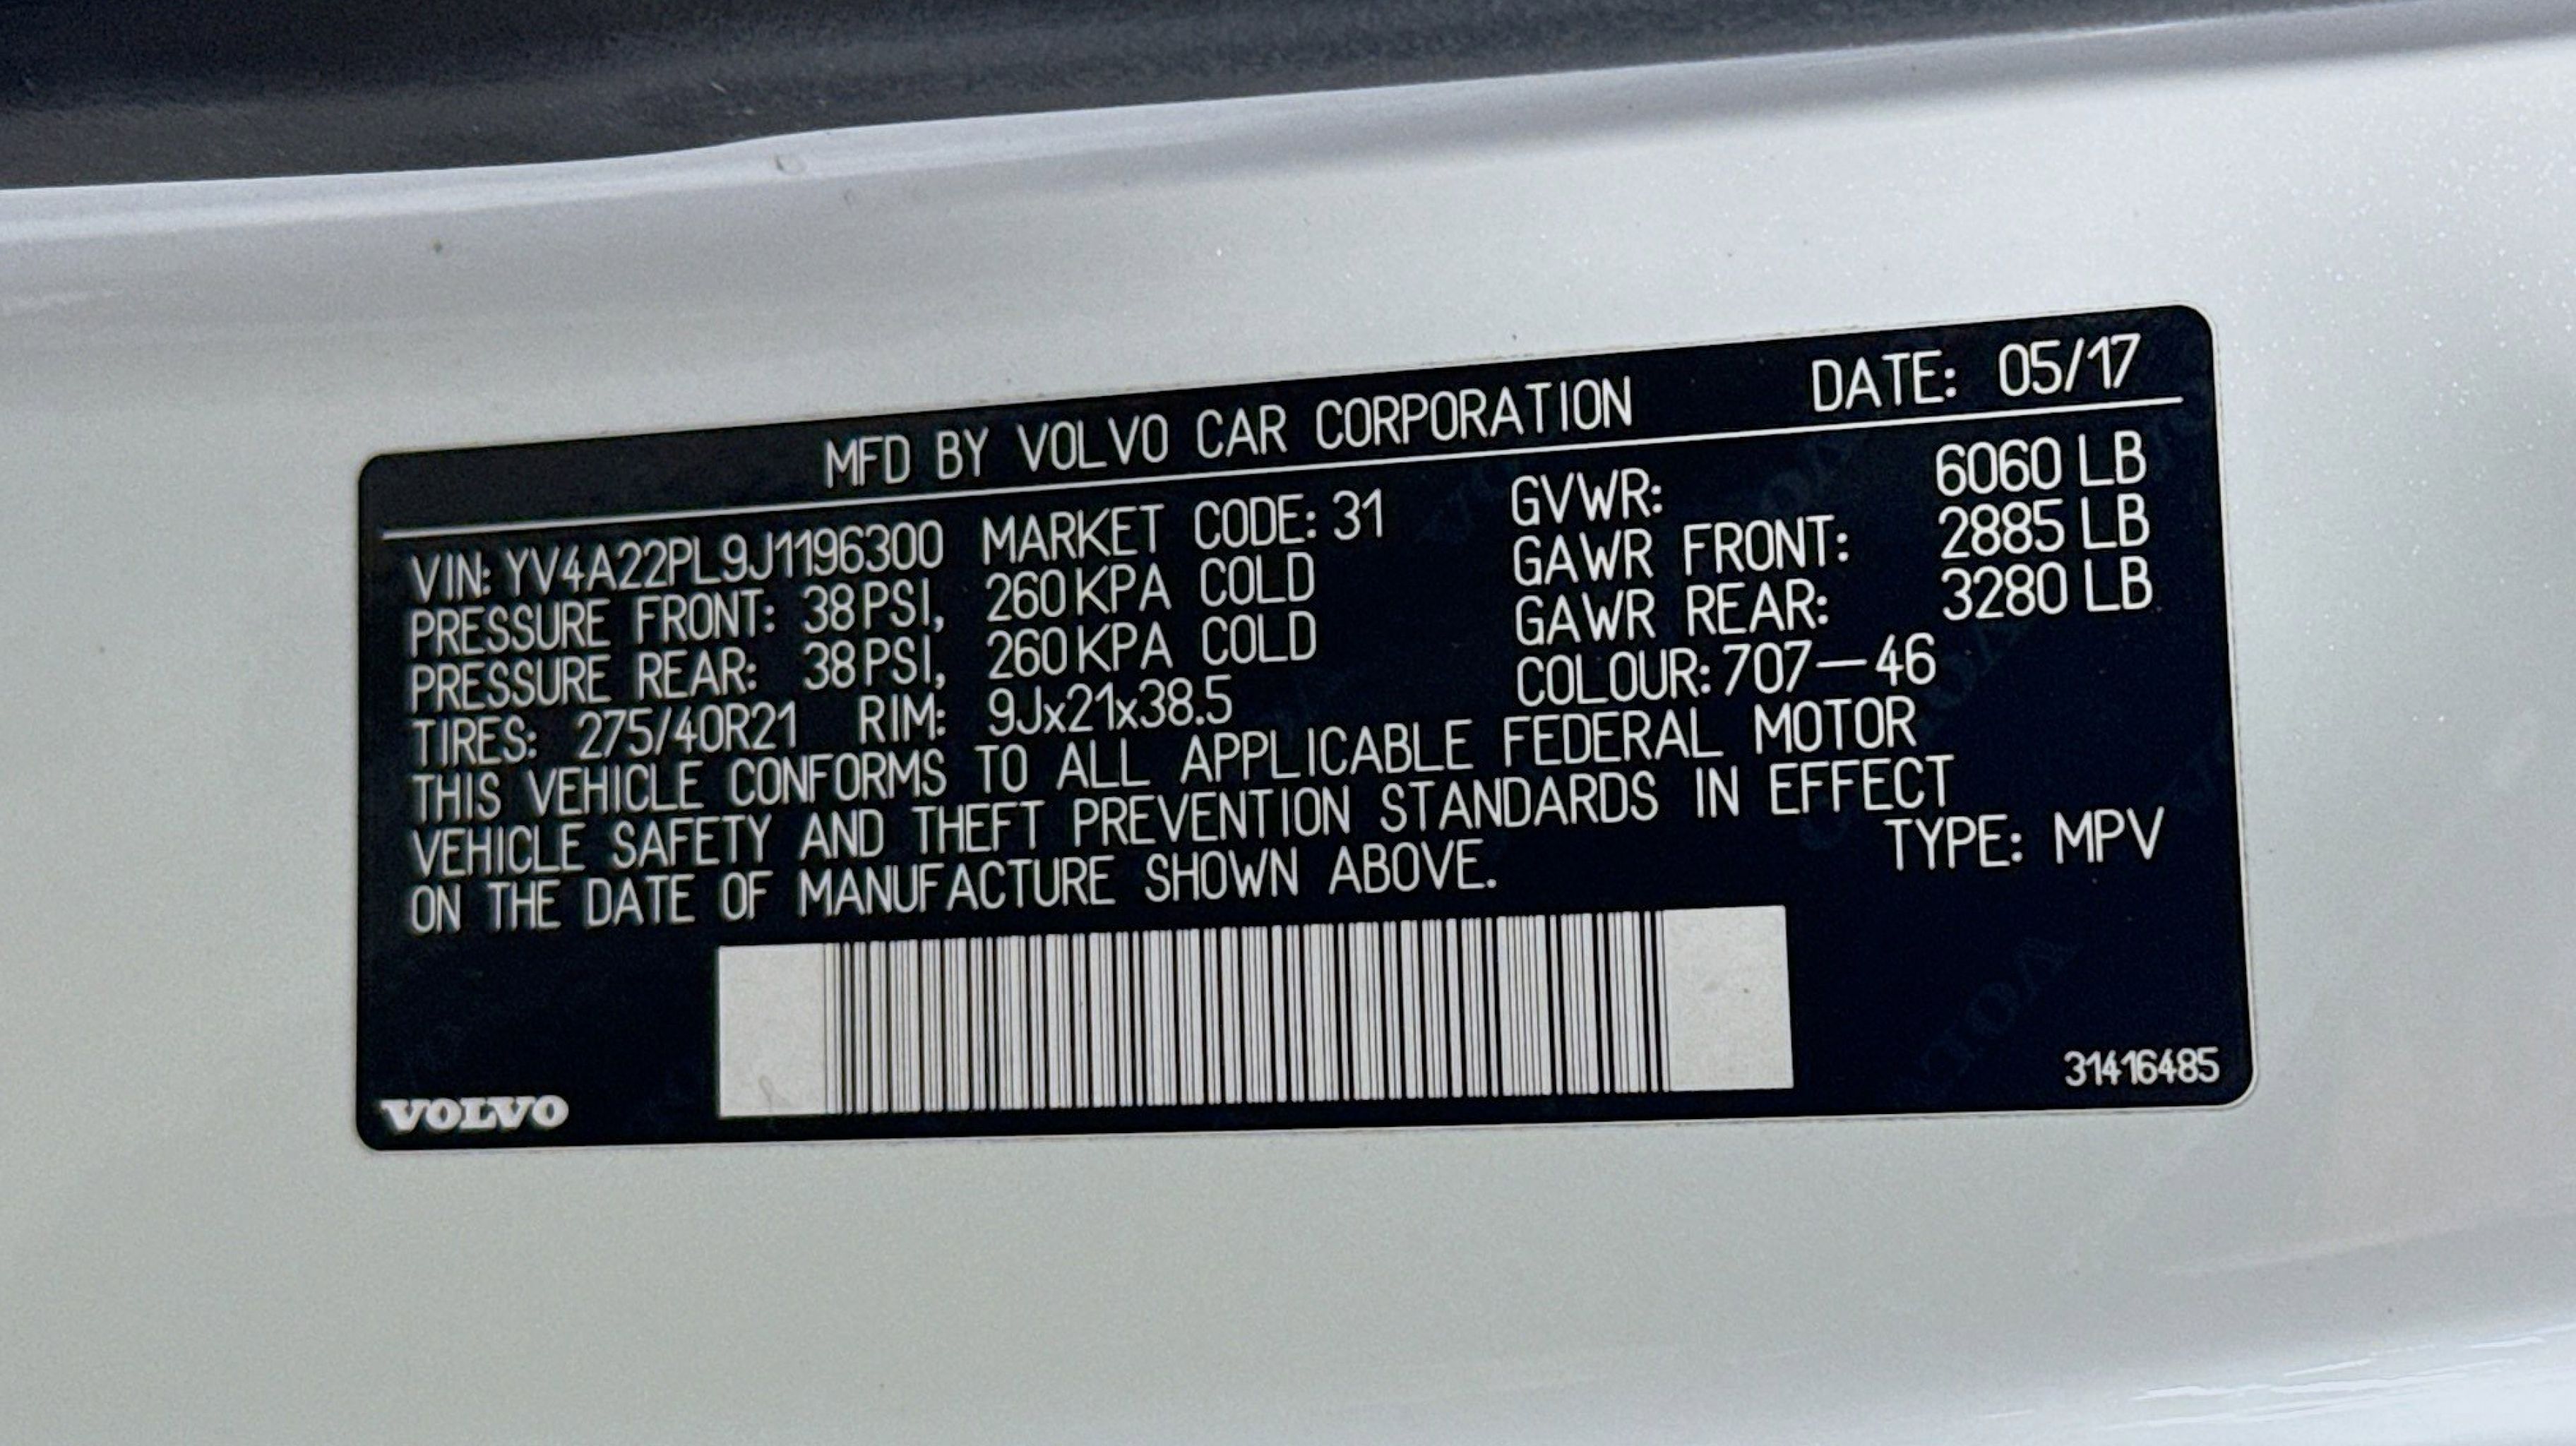 MFD BY VOLVO CAR CORPORATION DATE: 05/17
VIN: YV4A22PL9J1196300 MARKET CODE: 31 GVWR: 6060 LB
PRESSURE FRONT: 38 PSI, 260 KPA COLD GAWR FRONT: 2885 LB
PRESSURE REAR: 38 PSI, 260 KPA COLD GAWR REAR: 3280 LB
TIRES: 275/40R21 RIM: 9Jx21x38.5 COLOUR: 707-46
THIS VEHICLE CONFORMS TO ALL APPLICABLE FEDERAL MOTOR
VEHICLE SAFETY AND THEFT PREVENTION STANDARDS IN EFFECT
ON THE DATE OF MANUFACTURE SHOWN ABOVE. TYPE: MPV
VOLVO 31416485